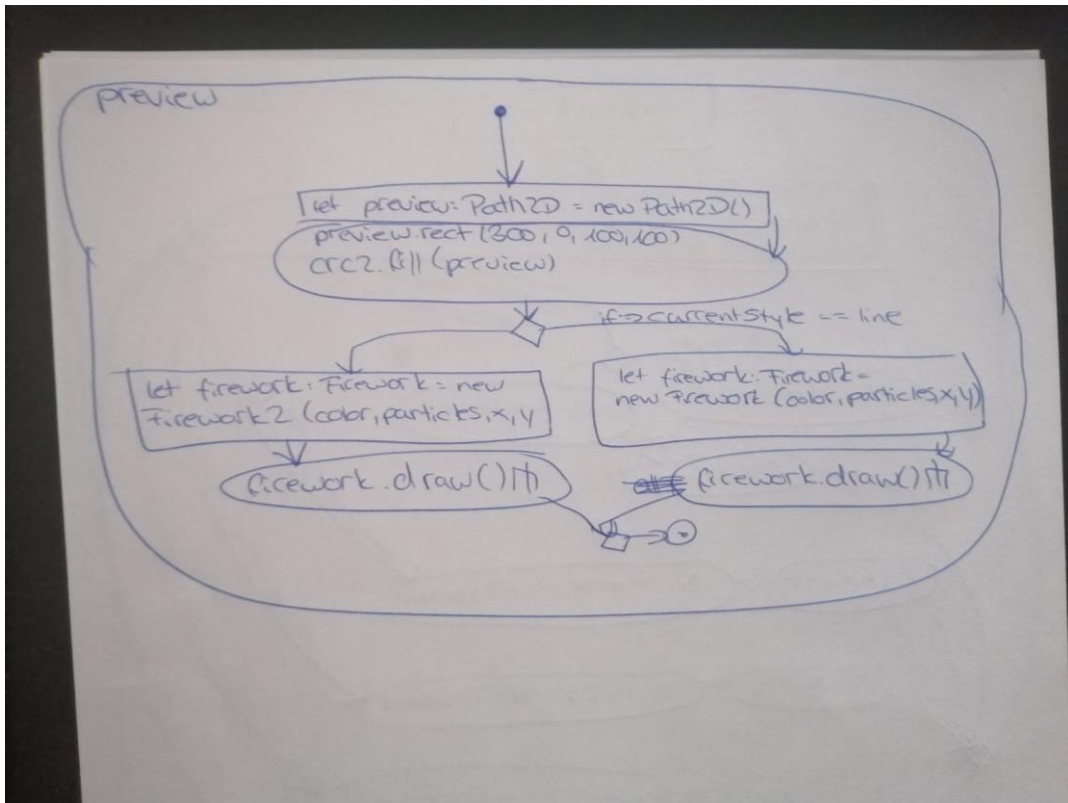 preview
let preview: Path2D = new Path2D()
preview.rect(300, 0, 100, 100)
crc2.fill(preview)
if→currentStyle == line
let firework: Firework = new
Firework2 (color, particles, x, y
let firework: Firework =
new Firework (color, particles, x, y)
firework.draw()
firework.draw()